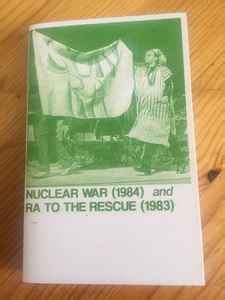 NUCLEAR WAR (1984) and
RA TO THE RESCUE (1983)